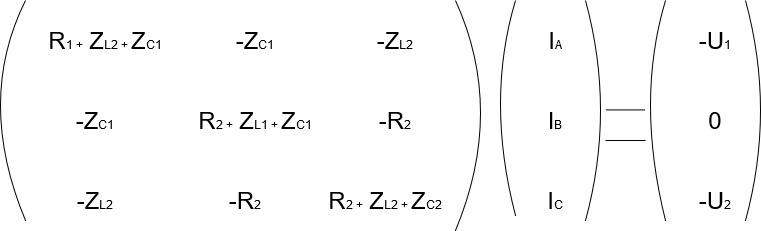 R1 + ZL2 + ZC1 -ZC1 -ZL2 IA -U1
-ZC1 R2 + ZL1 + ZC1 -R2 IB = 0
-ZL2 -R2 R2 + ZL2 + ZC2 IC -U2